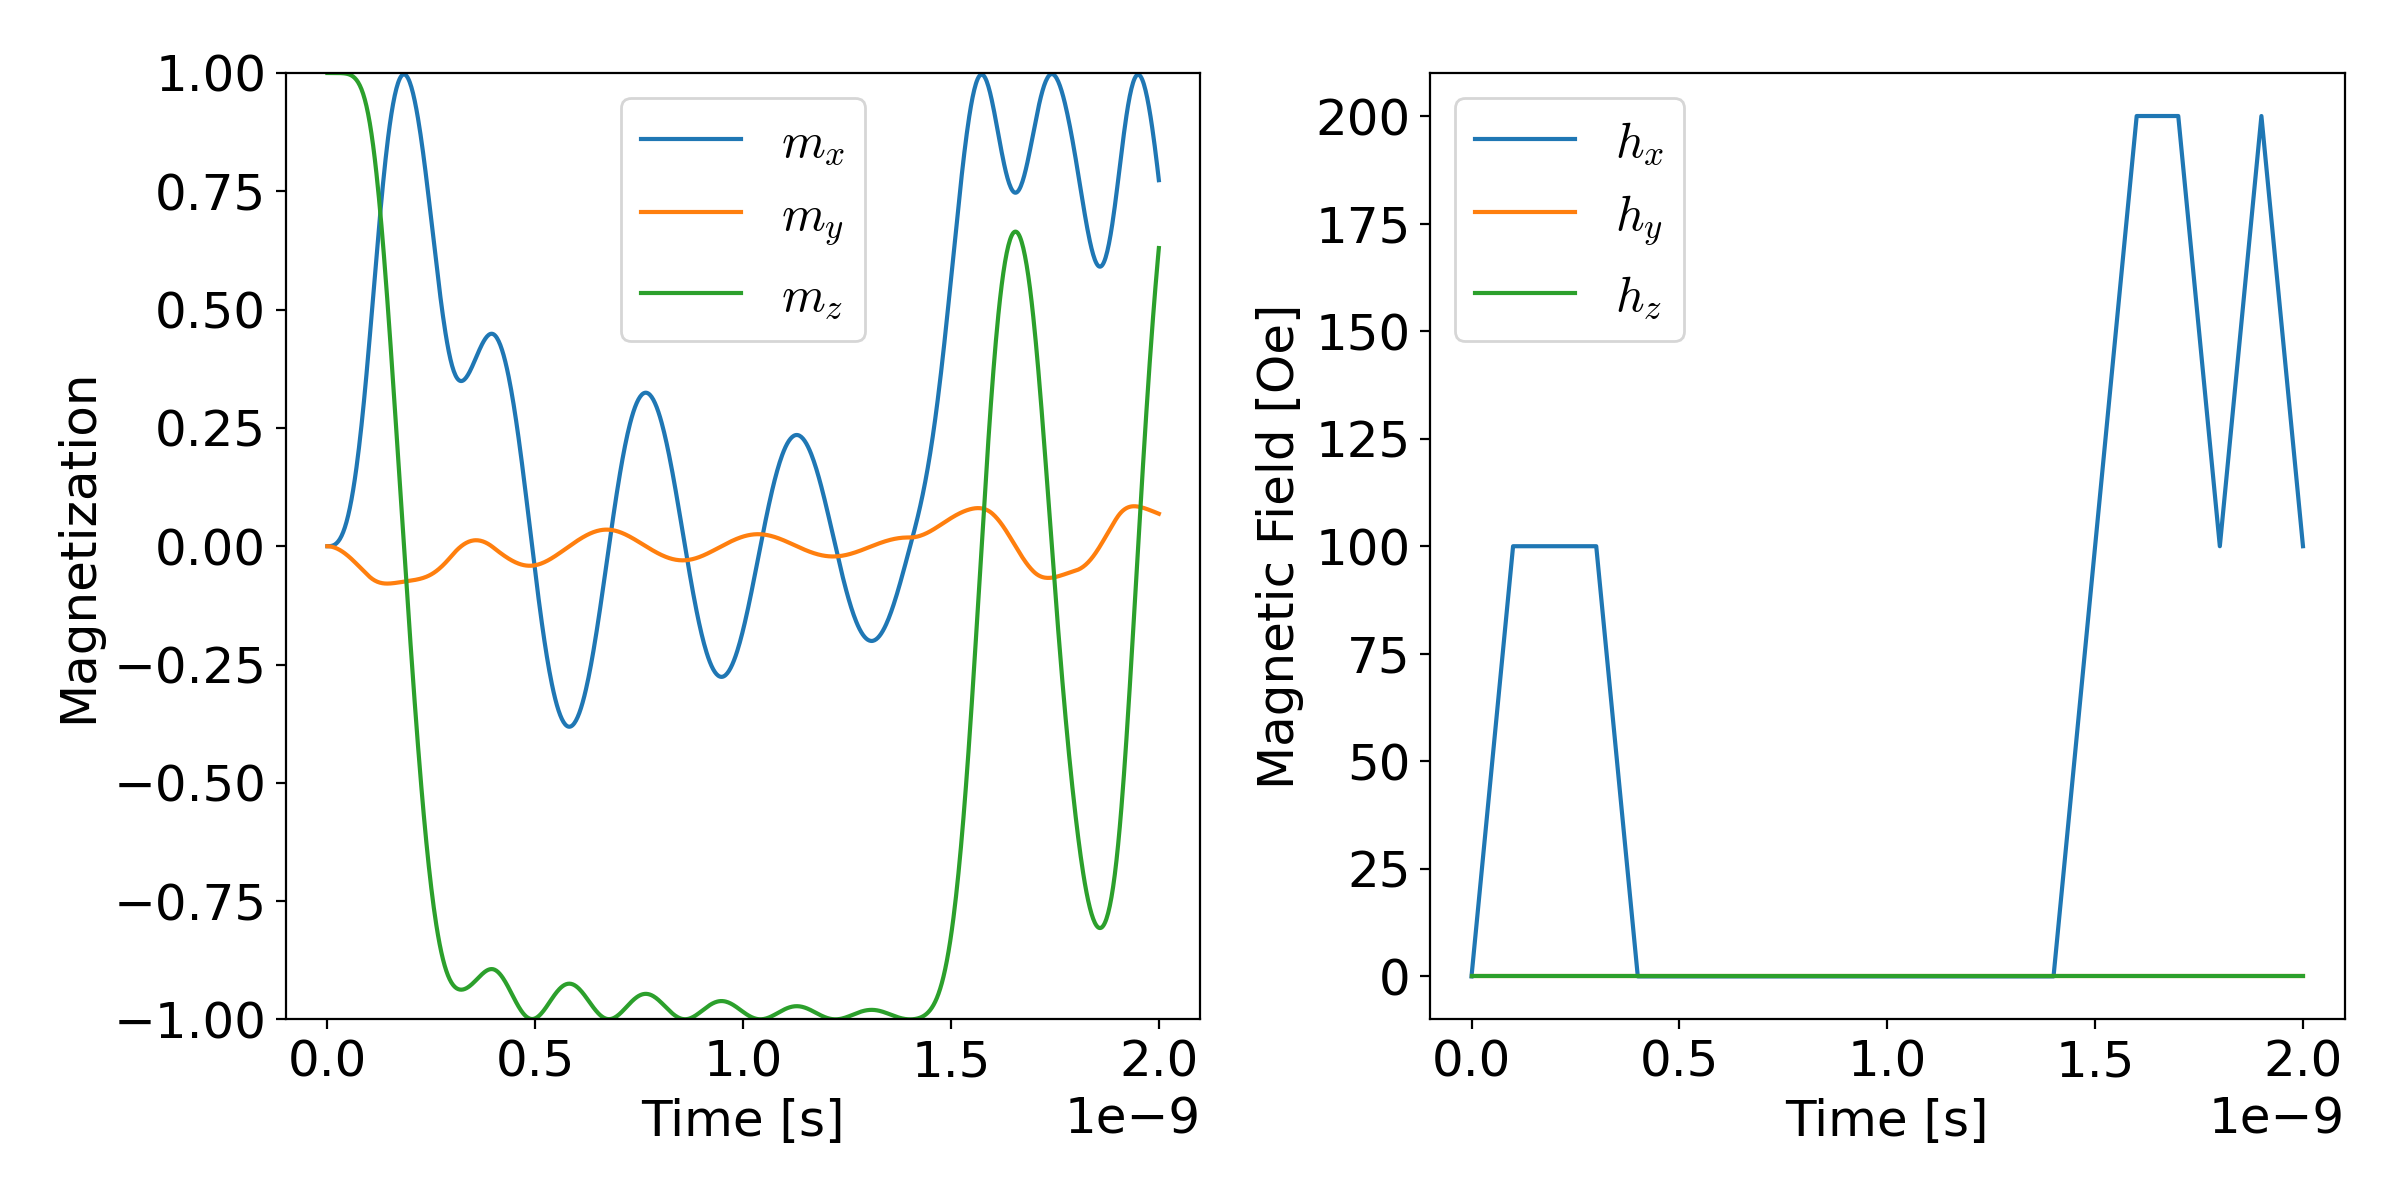 Magnetization
1.00
0.75
0.50
0.25
0.00
−0.25
−0.50
−0.75
−1.00
m_x
m_y
m_z
0.0 0.5 1.0 1.5 2.0
Time [s]
1e−9
Magnetic Field [Oe]
200
175
150
125
100
75
50
25
0
h_x
h_y
h_z
0.0 0.5 1.0 1.5 2.0
Time [s]
1e−9